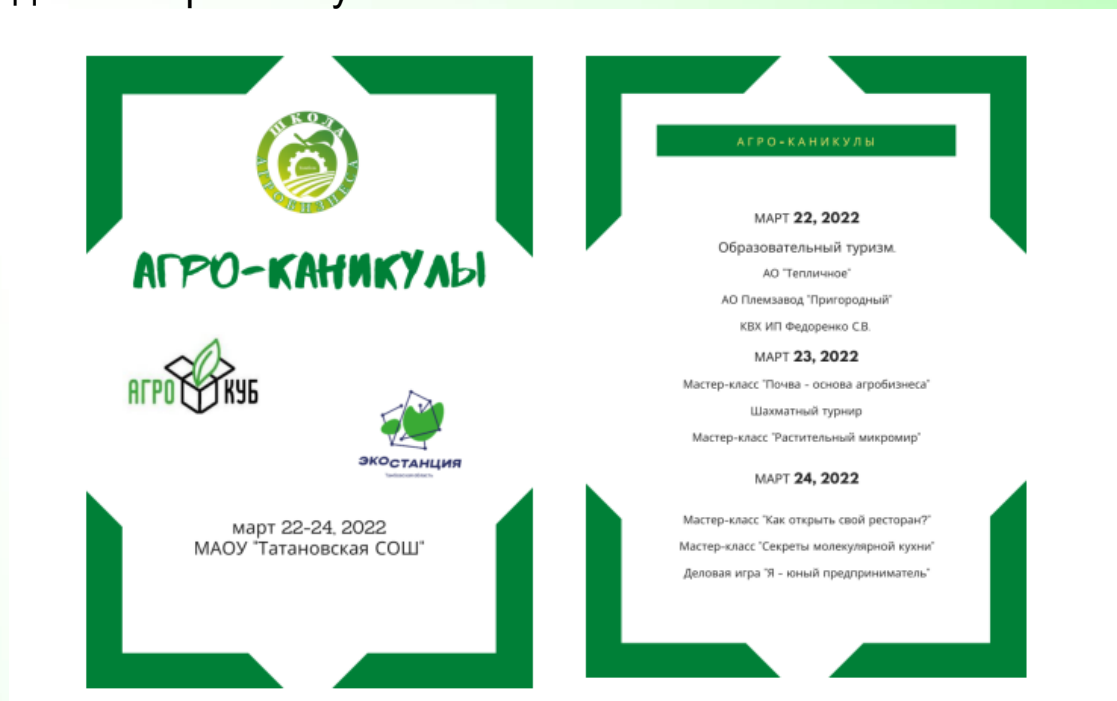 ШКОЛА
АГРОБИЗНЕСА
АГРО-КАНИКУЛЫ
АГРО КУБ
ЭКОСТАНЦИЯ
март 22-24, 2022
МАОУ "Татановская СОШ"
АГРО-КАНИКУЛЫ
МАРТ 22, 2022
Образовательный туризм.
АО "Тепличное"
АО Племзавод "Пригородный"
КВХ ИП Федоренко С.В.
МАРТ 23, 2022
Мастер-класс "Почва - основа агробизнеса"
Шахматный турнир
Мастер-класс "Растительный микромир"
МАРТ 24, 2022
Мастер-класс "Как открыть свой ресторан?"
Мастер-класс "Секреты молекулярной кухни"
Деловая игра "Я - юный предприниматель"